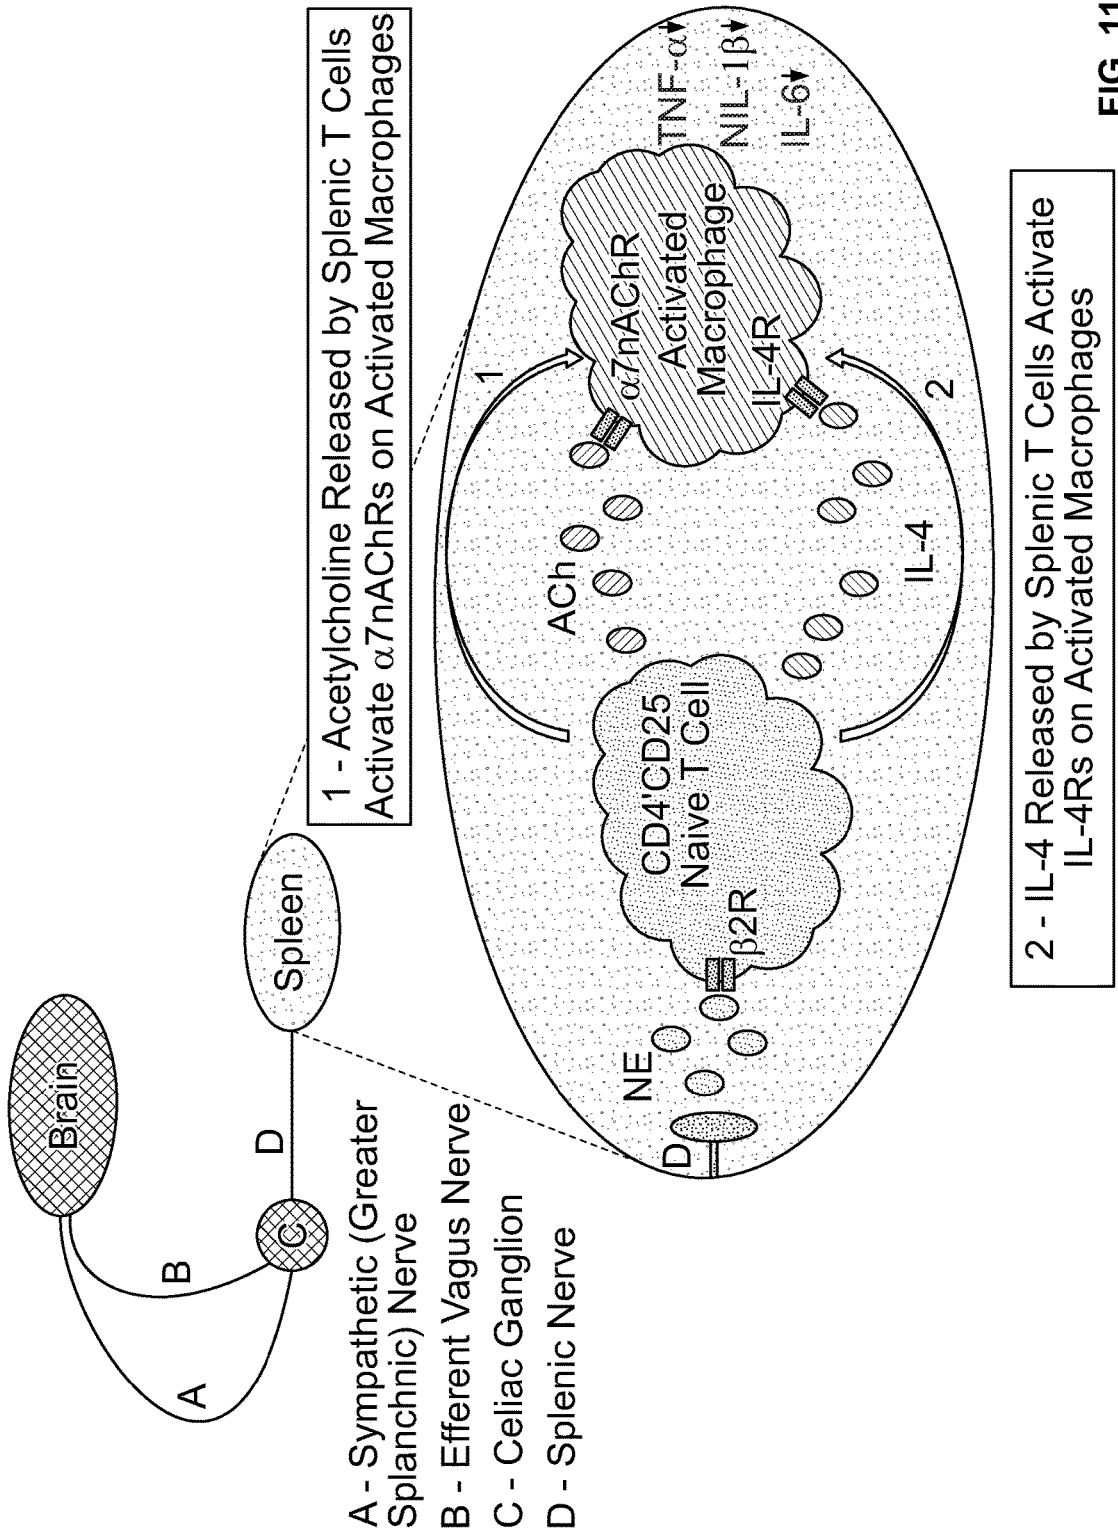 Brain
A
B
C
D
Spleen
A - Sympathetic (Greater
Splanchnic) Nerve
B - Efferent Vagus Nerve
C - Celiac Ganglion
D - Splenic Nerve
1 - Acetylcholine Released by Splenic T Cells
Activate α7nAChRs on Activated Macrophages
D
NE
β2R
CD4'CD25
Naive T Cell
ACh
1
α7nAChR
Activated
Macrophage
IL-4R
IL-4
2
TNF-α
NIL-1β
IL-6
2 - IL-4 Released by Splenic T Cells Activate
IL-4Rs on Activated Macrophages
FIG. 11